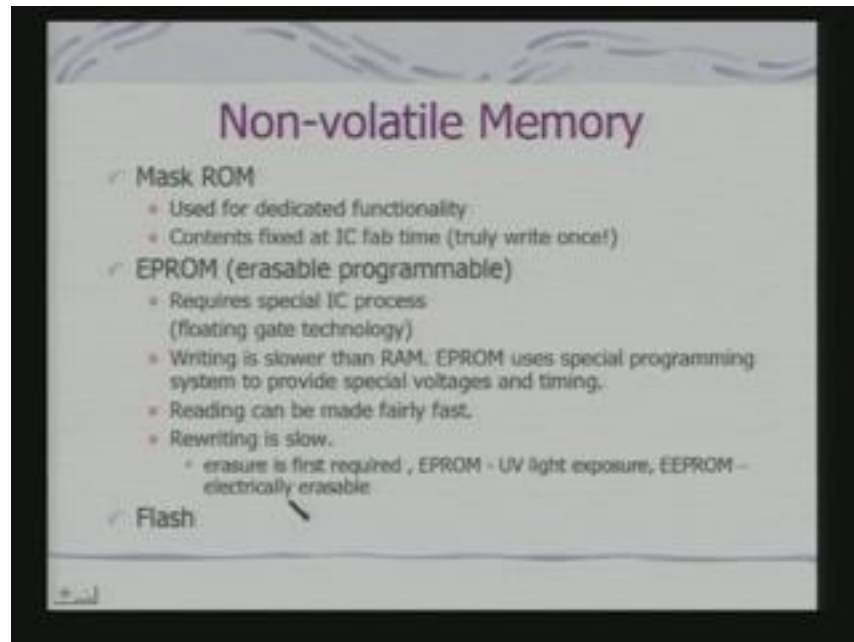 Non-volatile Memory
Mask ROM
Used for dedicated functionality
Contents fixed at IC fab time (truly write once!)
EPROM (erasable programmable)
Requires special IC process
(floating gate technology)
Writing is slower than RAM. EPROM uses special programming
system to provide special voltages and timing.
Reading can be made fairly fast.
Rewriting is slow.
erasure is first required , EPROM - UV light exposure, EEPROM –
electrically erasable
Flash